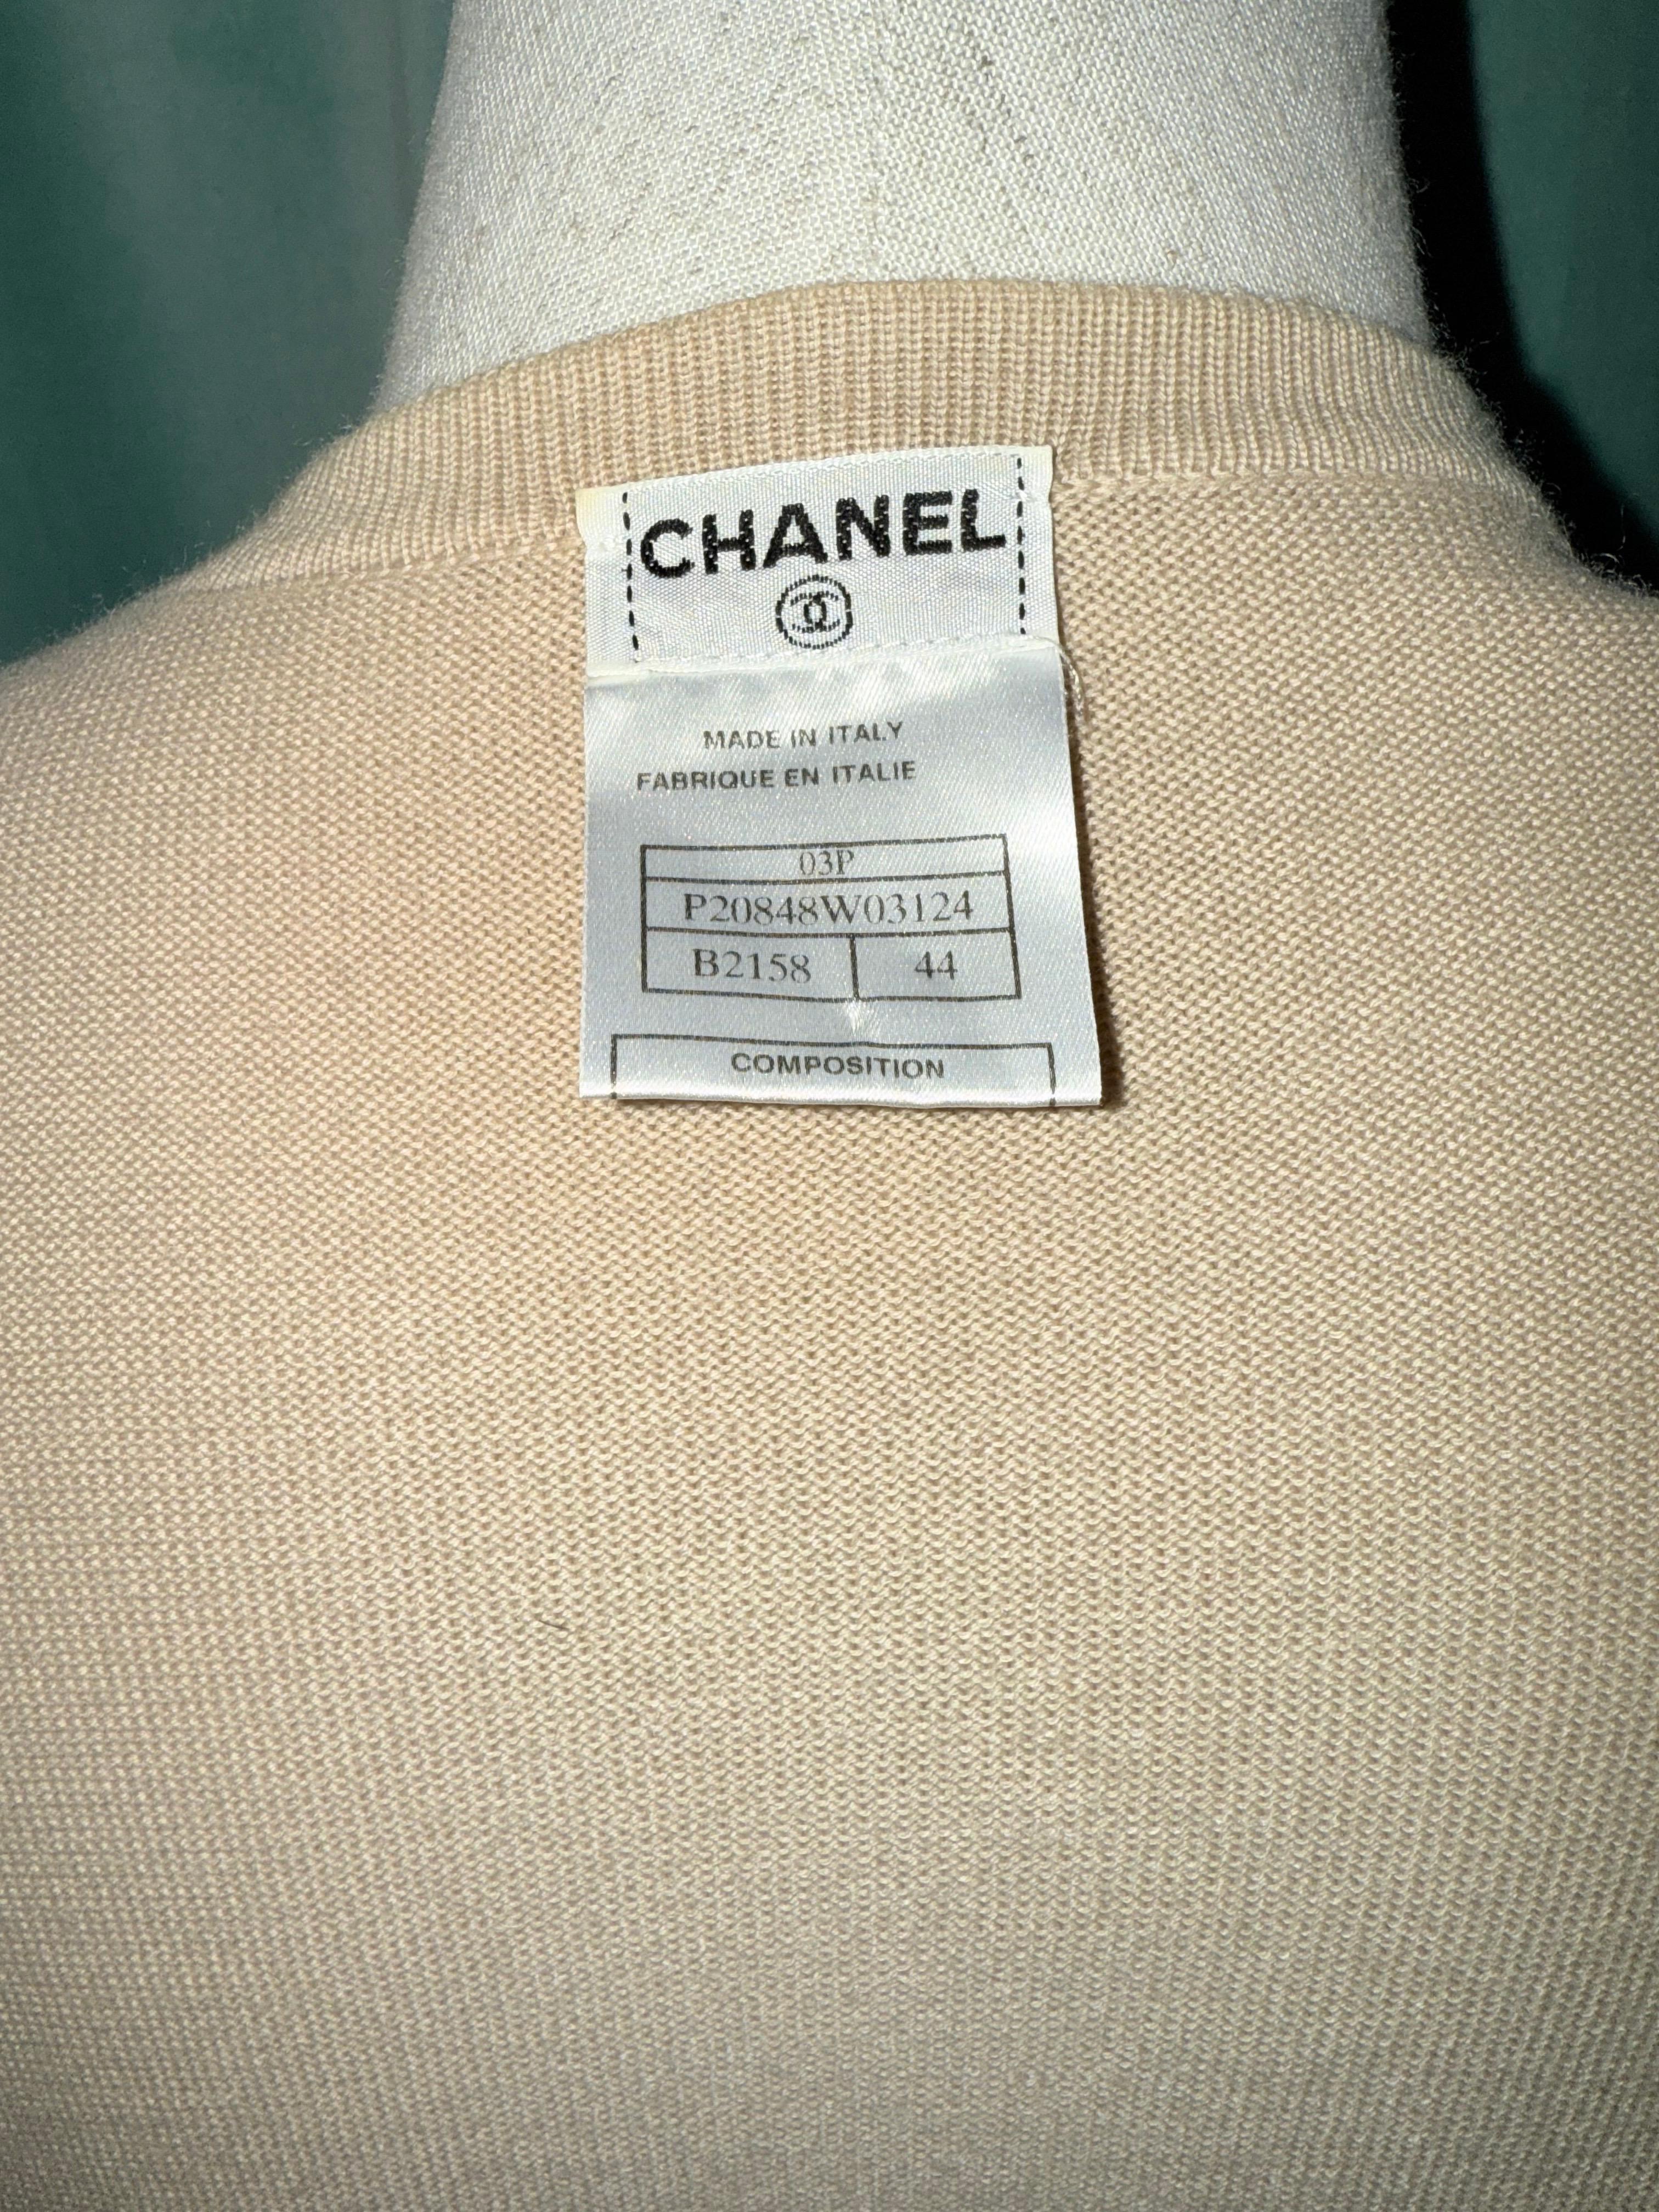 CHANEL
MADE IN ITALY
FABRIQUE EN ITALIE
03P
P20848W03124
B2158 44
COMPOSITION